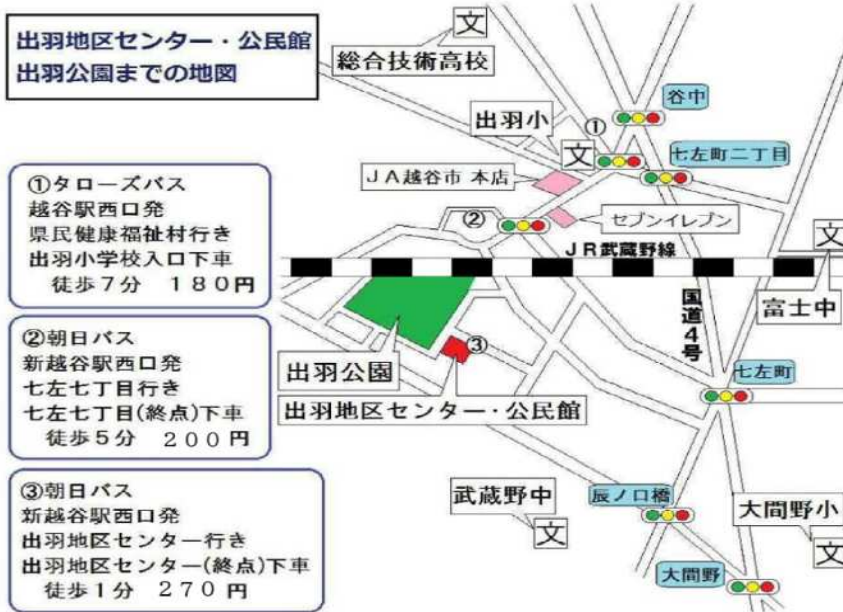 出羽地区センター・公民館
出羽公園までの地図
①タローズバス
越谷駅西口発
県民健康福祉村行き
出羽小学校入口下車
徒歩7分 180円
②朝日バス
新越谷駅西口発
七左七丁目行き
七左七丁目(終点)下車
徒歩5分 200円
③朝日バス
新越谷駅西口発
出羽地区センター行き
出羽地区センター(終点)下車
徒歩1分 270円
文
総合技術高校
谷中
出羽小
①
文
七左町二丁目
JA越谷市 本店
②
セブンイレブン
JR武蔵野線
文
富士中
国道4号
③
出羽公園
出羽地区センター・公民館
七左町
武蔵野中
文
辰ノ口橋
大間野小
文
大間野